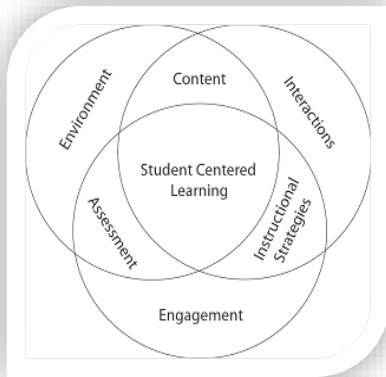 Content
Environment
Interactions
Student Centered
Learning
Assessment
Instructional
Strategies
Engagement